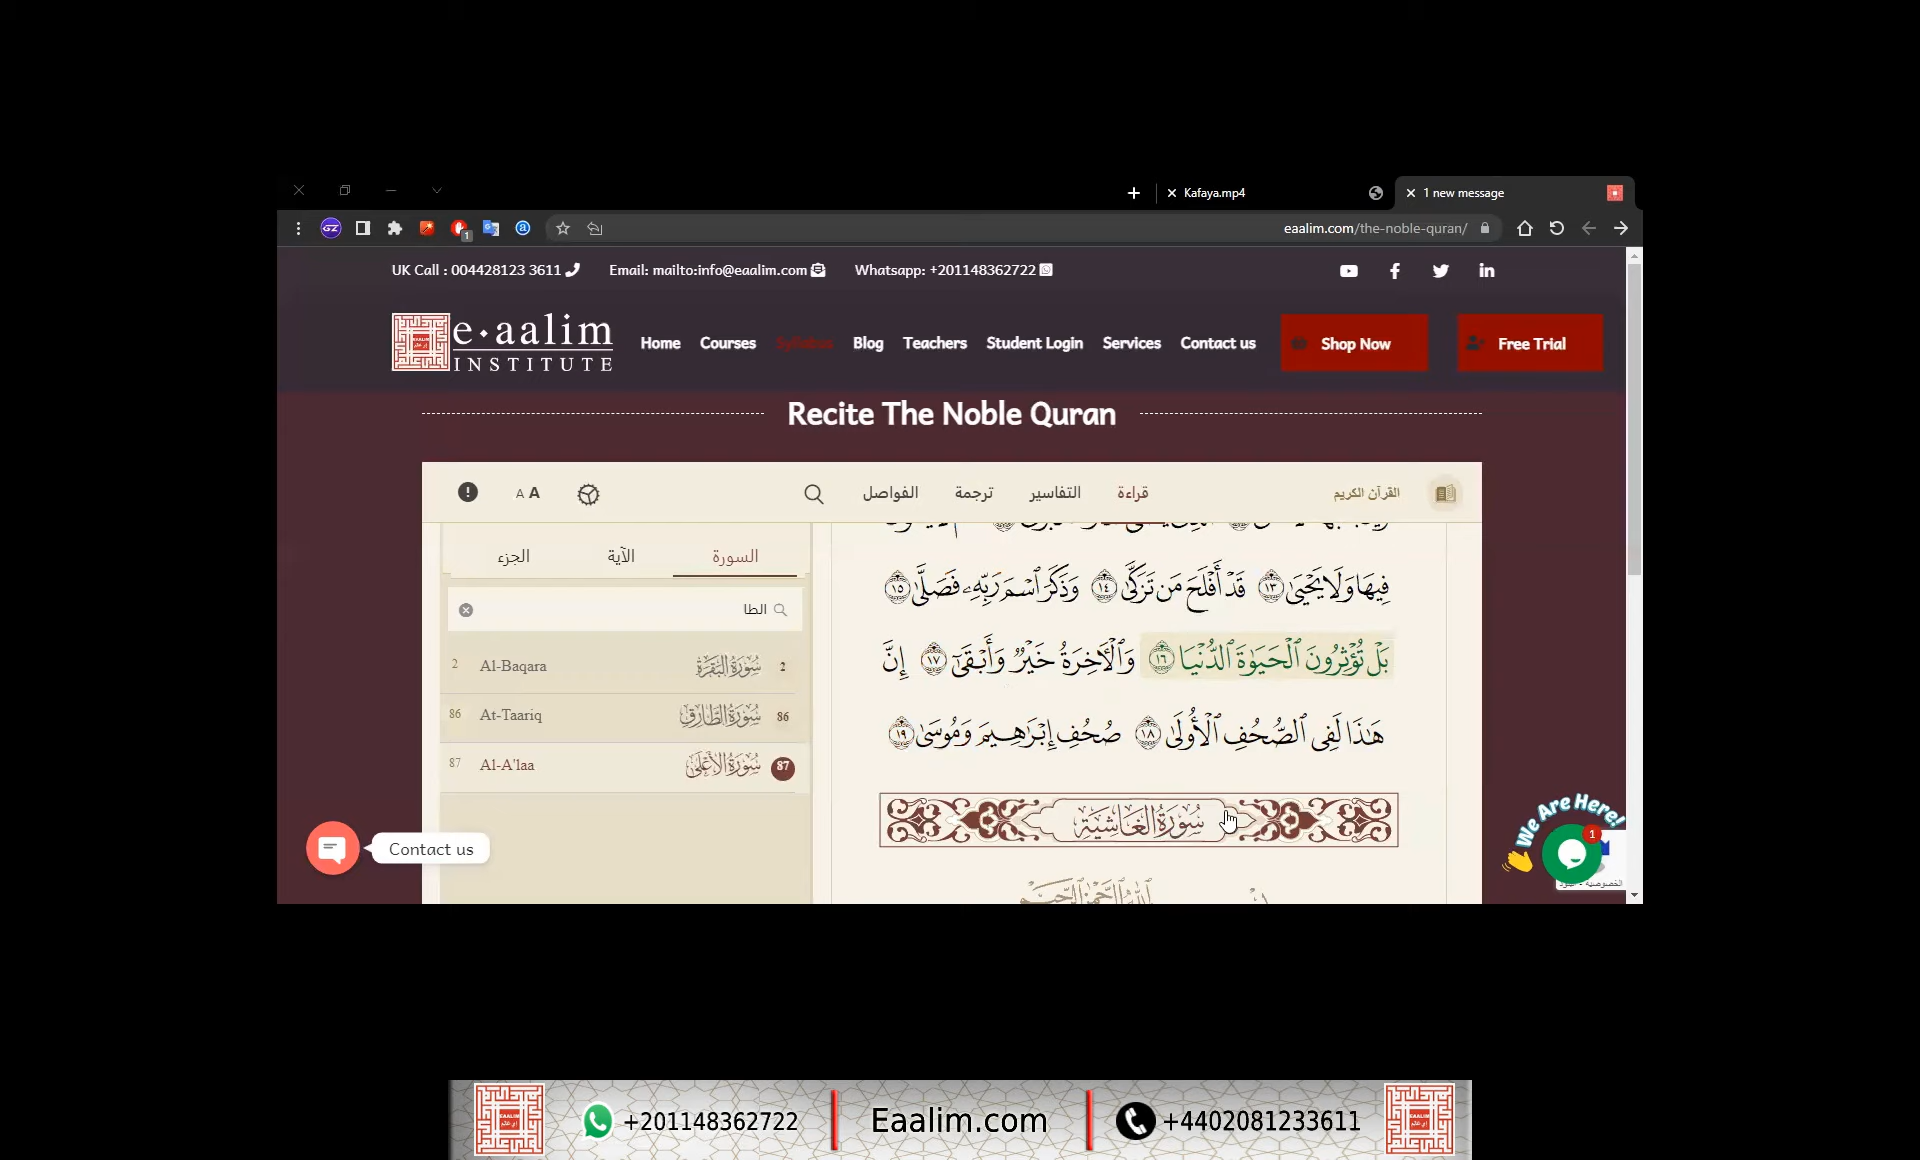 Kafaya.mp4
1 new message
eaalim.com/the-noble-quran/
UK Call : 004428123 3611
Email: mailto:info@eaalim.com
Whatsapp: +201148362722
e·aalim
INSTITUTE
Home
Courses
Syllabus
Blog
Teachers
Student Login
Services
Contact us
Shop Now
Free Trial
Recite The Noble Quran
القرآن الكريم
قراءة
التفاسير
ترجمة
الفواصل
A A
السورة
الآية
الجزء
الطا
2 Al-Baqara سُورَةُ البَقَرَةِ 2
86 At-Taariq سُورَةُ الطَّارِقِ 86
87 Al-A'laa سُورَةُ الأَعْلَىٰ 87
فِيهَا وَلَا يَحْيَىٰ ١٣ قَدْ أَفْلَحَ مَن تَزَكَّىٰ ١٤ وَذَكَرَ ٱسْمَ رَبِّهِۦ فَصَلَّىٰ ١٥
بَلْ تُؤْثِرُونَ ٱلْحَيَوٰةَ ٱلدُّنْيَا ١٦ وَٱلْأٓخِرَةُ خَيْرٌ وَأَبْقَىٰٓ ١٧ إِنَّ
هَـٰذَا لَفِى ٱلصُّحُفِ ٱلْأُولَىٰ ١٨ صُحُفِ إِبْرَٰهِيمَ وَمُوسَىٰ ١٩
سُورَةُ الغَاشِيَةِ
Contact us
We Are Here!
1
+201148362722
Eaalim.com
+4402081233611